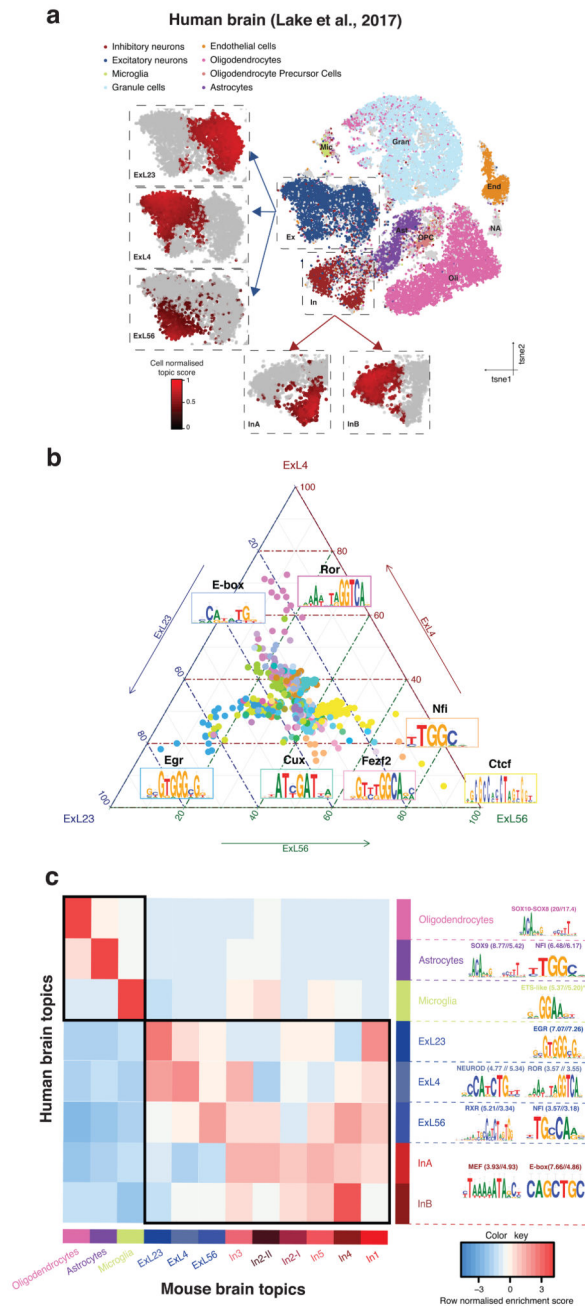 a
Human brain (Lake et al., 2017)
Inhibitory neurons
Excitatory neurons
Microglia
Granule cells
Endothelial cells
Oligodendrocytes
Oligodendrocyte Precursor Cells
Astrocytes
ExL23
ExL4
ExL56
Mic
Gran
End
NA
Ex
Ast
OPC
Oli
In
Cell normalised
topic score
1
0
InA
InB
tsne2
tsne1
b
ExL4
100
20
80
E-box
Ror
ExL23
ExL4
60
60
40
40
Nfi
80
Egr
Cux
Fezf2
Ctcf
100
ExL23
20
40
60
80
100
ExL56
ExL56
c
Human brain topics
Oligodendrocytes
SOX10-SOX8 (20//17.4)
Astrocytes
SOX9 (8.77//5.42)
NFI (6.48//6.17)
Microglia
ETS-like (5.37//5.20)*
ExL23
EGR (7.07//7.26)
ExL4
NEUROD (4.77 // 5.34)
ROR (3.57 // 3.55)
ExL56
RXR (5.21//3.34)
NFI (3.57//3.18)
InA
MEF (3.93/4.93)
E-box(7.66/4.86)
InB
Oligodendrocytes
Astrocytes
Microglia
ExL23
ExL4
ExL56
In3
In2-II
In2-I
In5
In4
In1
Mouse brain topics
Color key
-3
0
3
Row normalised enrichment score